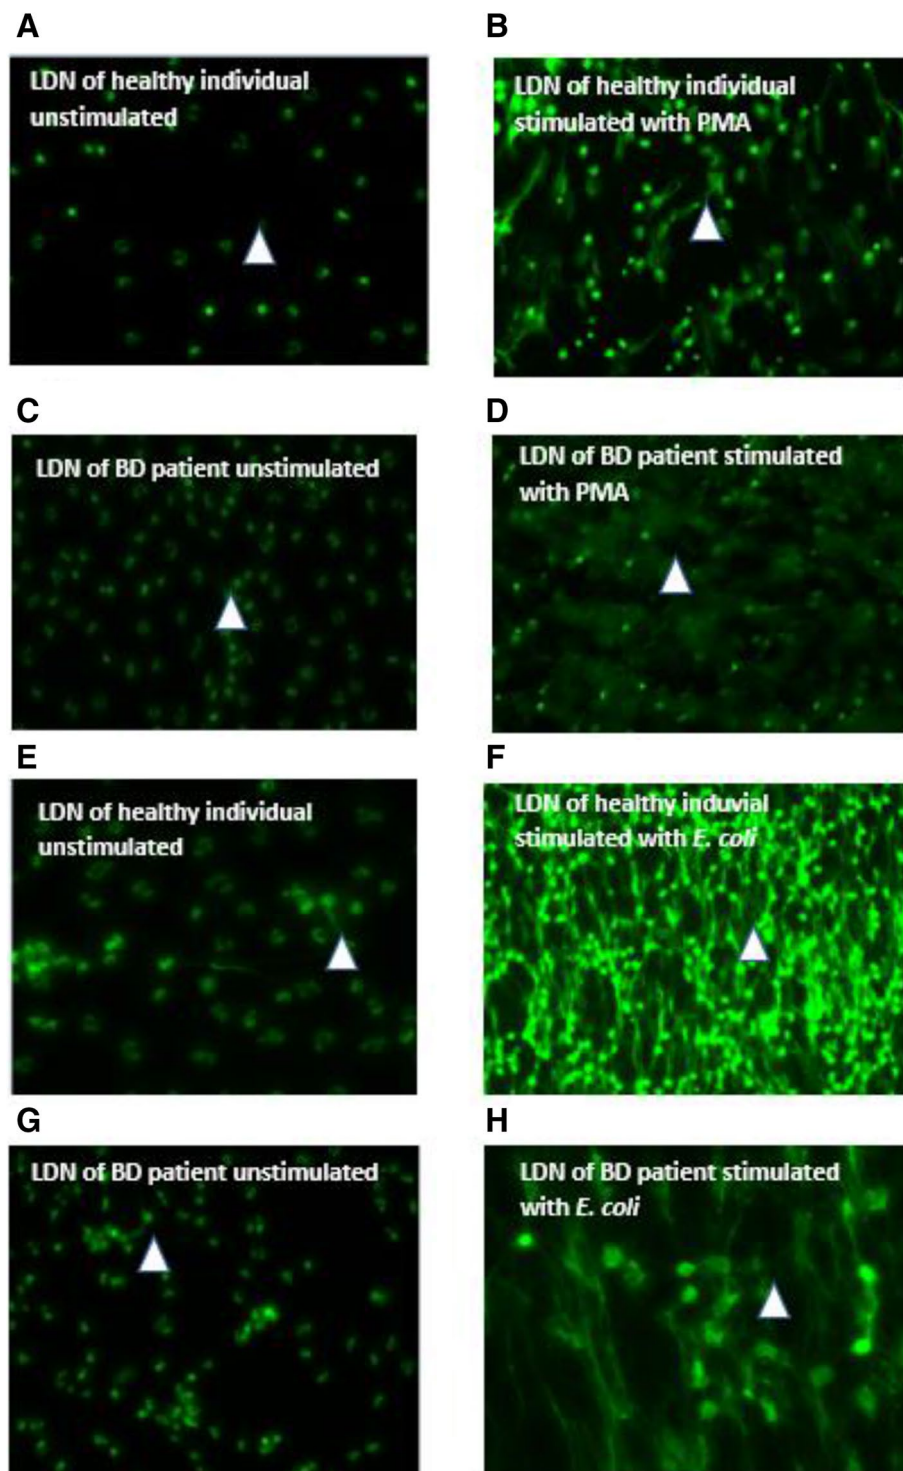 A
B
LDN of healthy individual
unstimulated
LDN of healthy individual
stimulated with PMA
C
D
LDN of BD patient unstimulated
LDN of BD patient stimulated
with PMA
E
F
LDN of healthy individual
unstimulated
LDN of healthy induvial
stimulated with E. coli
G
H
LDN of BD patient unstimulated
LDN of BD patient stimulated
with E. coli